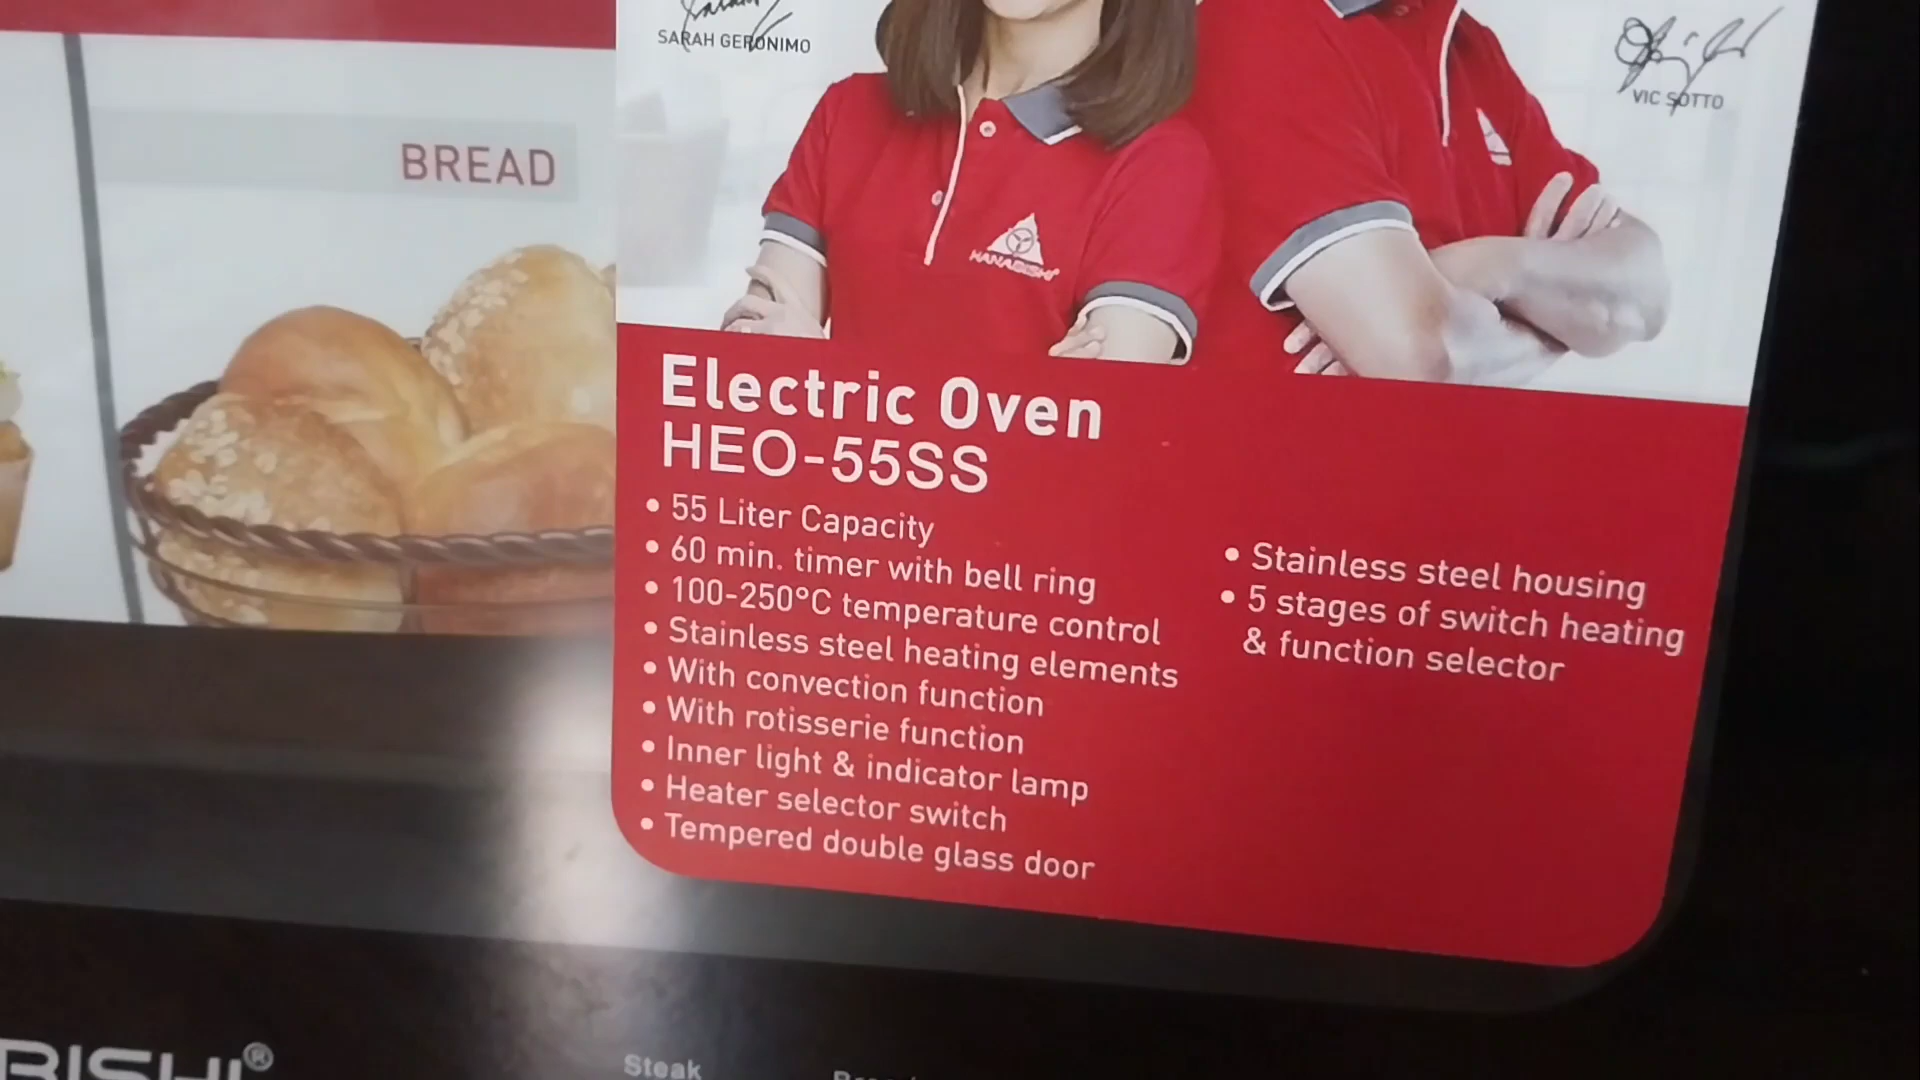 SARAH GERONIMO
VIC SOTTO
BREAD
HANABISHI
Electric Oven
HEO-55SS
• 55 Liter Capacity
• 60 min. timer with bell ring
• 100-250°C temperature control
• Stainless steel heating elements
• With convection function
• With rotisserie function
• Inner light & indicator lamp
• Heater selector switch
• Tempered double glass door
• Stainless steel housing
• 5 stages of switch heating
& function selector
BISHI®
Steak